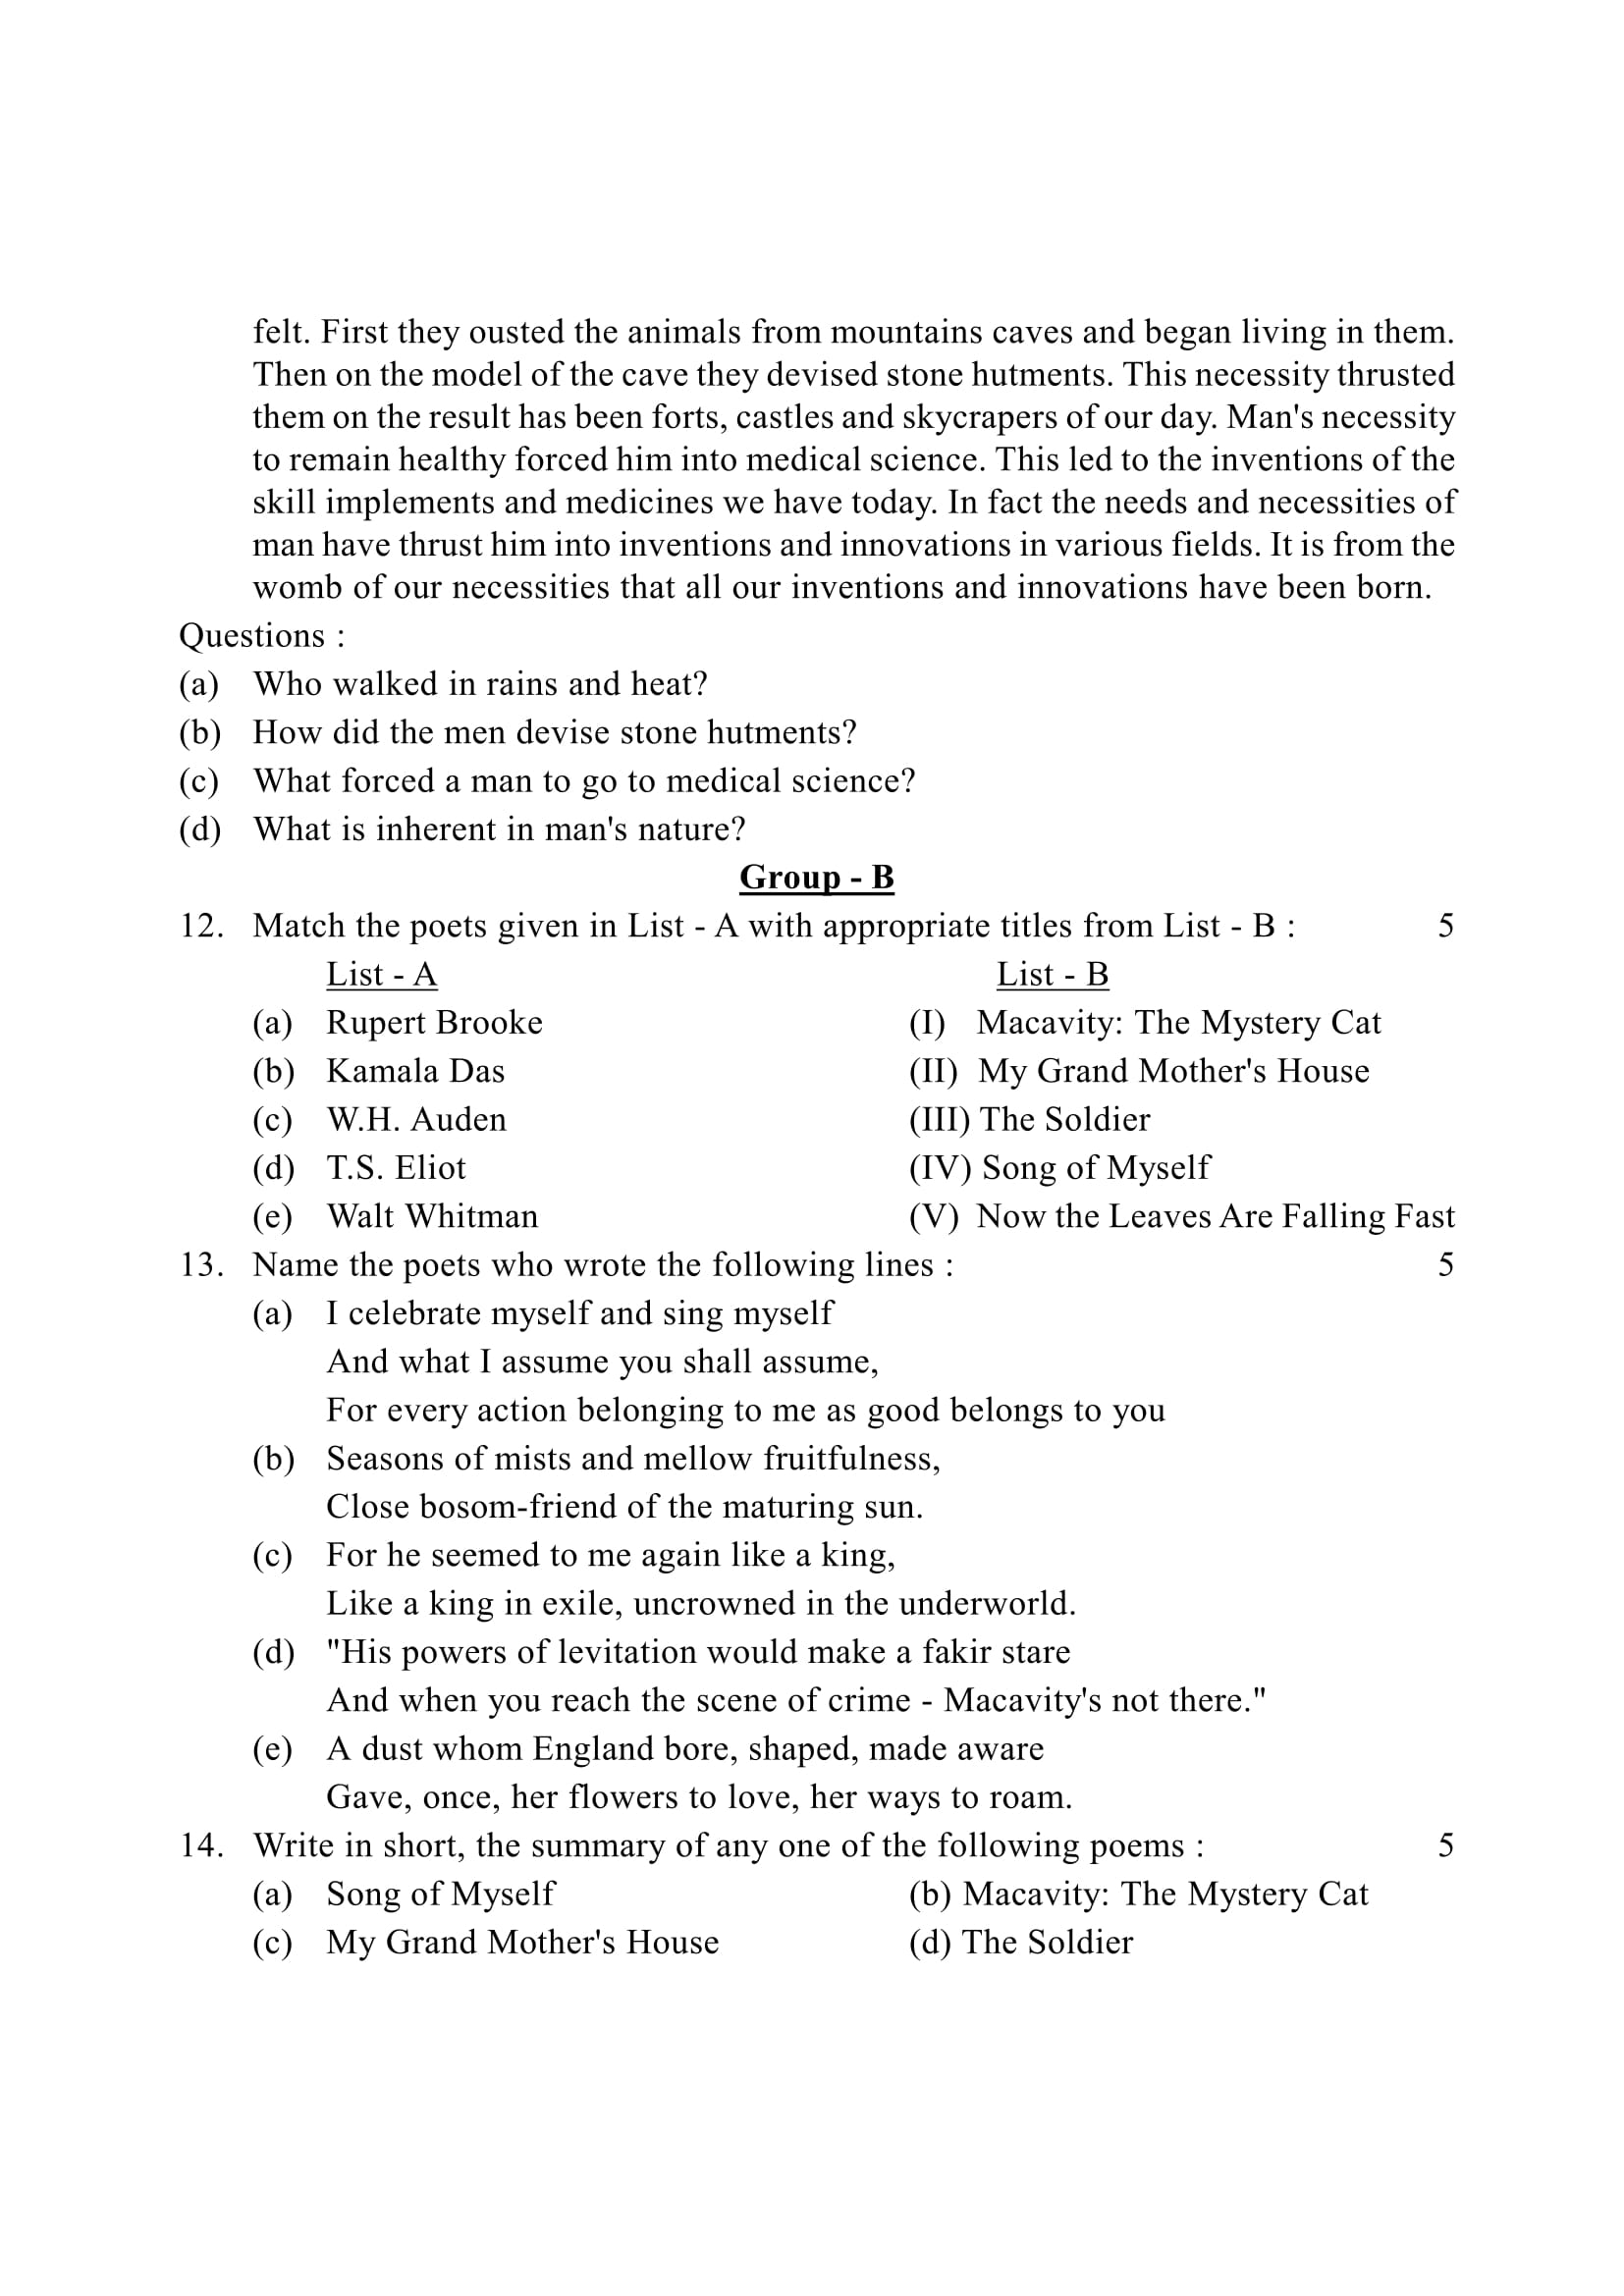 felt. First they ousted the animals from mountains caves and began living in them.
Then on the model of the cave they devised stone hutments. This necessity thrusted
them on the result has been forts, castles and skycrapers of our day. Man's necessity
to remain healthy forced him into medical science. This led to the inventions of the
skill implements and medicines we have today. In fact the needs and necessities of
man have thrust him into inventions and innovations in various fields. It is from the
womb of our necessities that all our inventions and innovations have been born.
Questions :
(a) Who walked in rains and heat?
(b) How did the men devise stone hutments?
(c) What forced a man to go to medical science?
(d) What is inherent in man's nature?
Group - B
12. Match the poets given in List - A with appropriate titles from List - B : 5
List - A List - B
(a) Rupert Brooke (I) Macavity: The Mystery Cat
(b) Kamala Das (II) My Grand Mother's House
(c) W.H. Auden (III) The Soldier
(d) T.S. Eliot (IV) Song of Myself
(e) Walt Whitman (V) Now the Leaves Are Falling Fast
13. Name the poets who wrote the following lines : 5
(a) I celebrate myself and sing myself
And what I assume you shall assume,
For every action belonging to me as good belongs to you
(b) Seasons of mists and mellow fruitfulness,
Close bosom-friend of the maturing sun.
(c) For he seemed to me again like a king,
Like a king in exile, uncrowned in the underworld.
(d) "His powers of levitation would make a fakir stare
And when you reach the scene of crime - Macavity's not there."
(e) A dust whom England bore, shaped, made aware
Gave, once, her flowers to love, her ways to roam.
14. Write in short, the summary of any one of the following poems : 5
(a) Song of Myself (b) Macavity: The Mystery Cat
(c) My Grand Mother's House (d) The Soldier